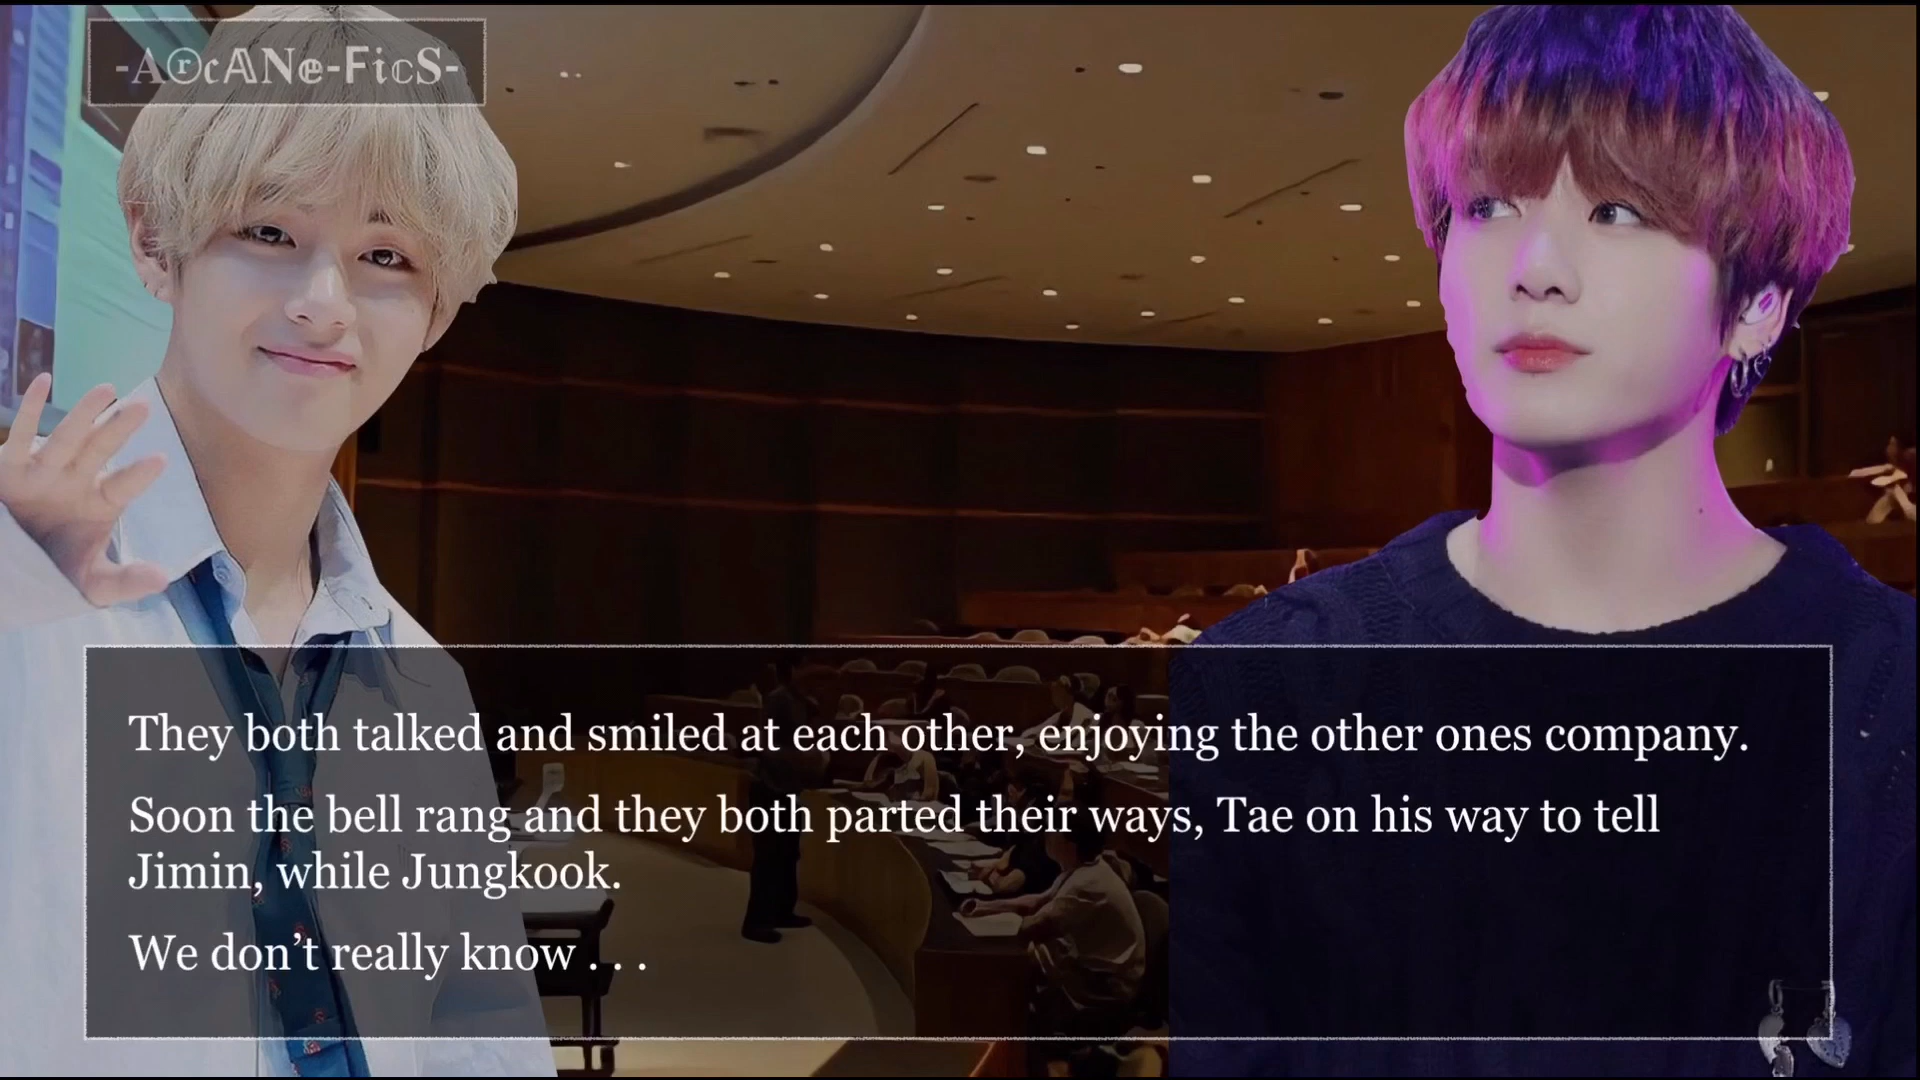 -ArcANe-FicS-
They both talked and smiled at each other, enjoying the other ones company.
Soon the bell rang and they both parted their ways, Tae on his way to tell
Jimin, while Jungkook.
We don’t really know . . .